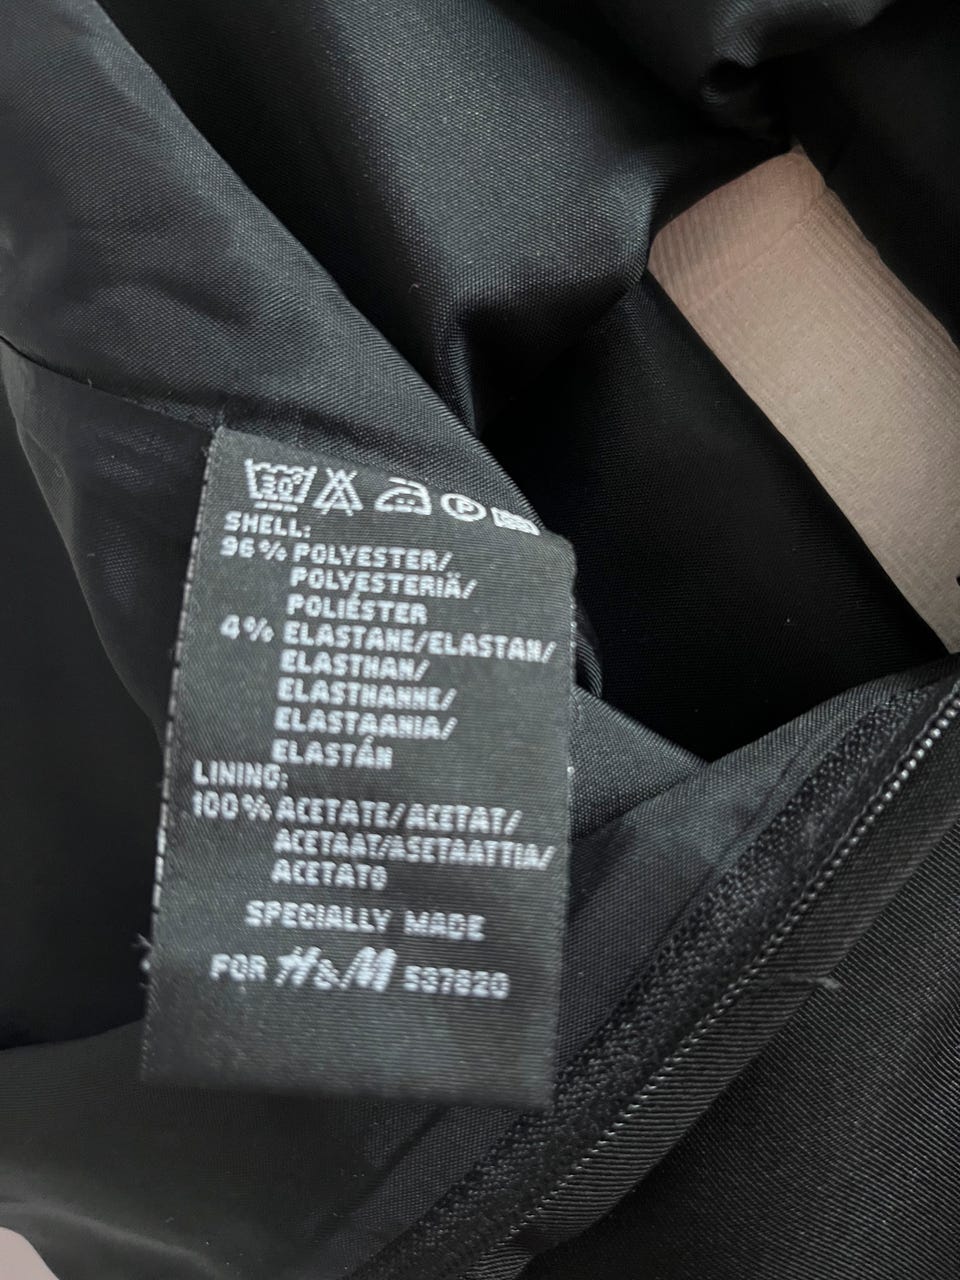 30°
P
SHELL:
96% POLYESTER/
POLYESTERIÄ/
POLIÉSTER
4% ELASTANE/ELASTAN/
ELASTHAN/
ELASTHANNE/
ELASTAANIA/
ELASTÁN
LINING:
100% ACETATE/ACETAT/
ACETAAT/ASETAATTIA/
ACETATO
SPECIALLY MADE
FOR H&M 537820